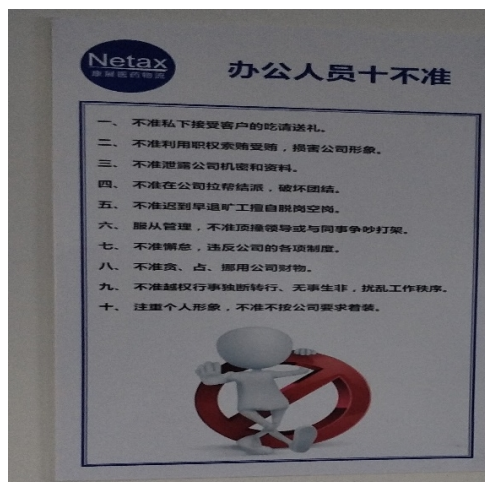 Netax
康展医药物流
办公人员十不准
一、 不准私下接受客户的吃请送礼。
二、 不准利用职权索贿受贿，损害公司形象。
三、 不准泄露公司机密和资料。
四、 不准在公司拉帮结派，破坏团结。
五、 不准迟到早退旷工擅自脱岗空岗。
六、 服从管理，不准顶撞领导或与同事争吵打架。
七、 不准懈怠，违反公司的各项制度。
八、 不准贪、占、挪用公司财物。
九、 不准越权行事独断转行、无事生非，扰乱工作秩序。
十、 注重个人形象，不准不按公司要求着装。